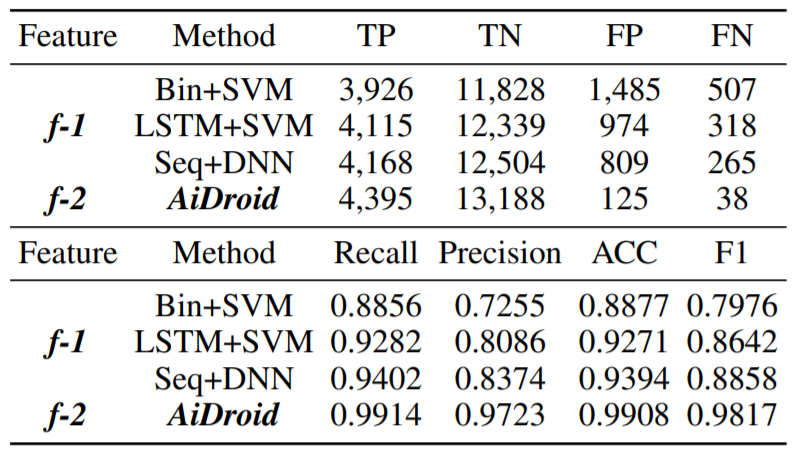 Feature Method TP TN FP FN
Bin+SVM 3,926 11,828 1,485 507
f-1 LSTM+SVM 4,115 12,339 974 318
Seq+DNN 4,168 12,504 809 265
f-2 AiDroid 4,395 13,188 125 38
Feature Method Recall Precision ACC F1
Bin+SVM 0.8856 0.7255 0.8877 0.7976
f-1 LSTM+SVM 0.9282 0.8086 0.9271 0.8642
Seq+DNN 0.9402 0.8374 0.9394 0.8858
f-2 AiDroid 0.9914 0.9723 0.9908 0.9817